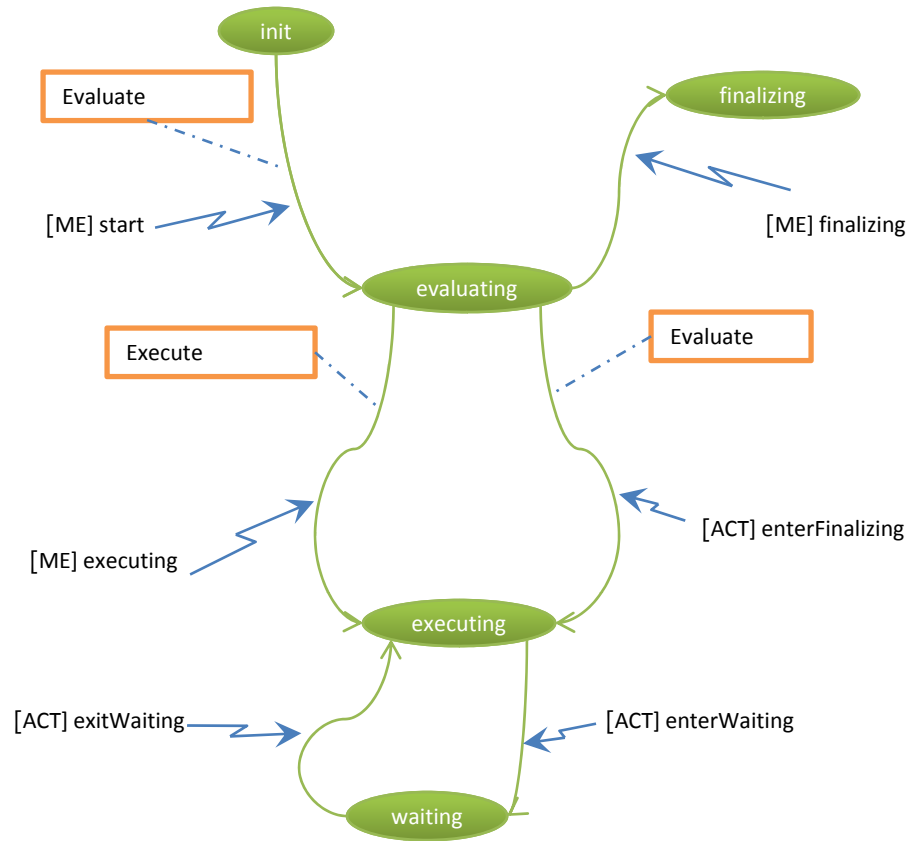 init
Evaluate
finalizing
[ME] start
[ME] finalizing
evaluating
Execute
Evaluate
[ACT] enterFinalizing
[ME] executing
executing
[ACT] exitWaiting
[ACT] enterWaiting
waiting